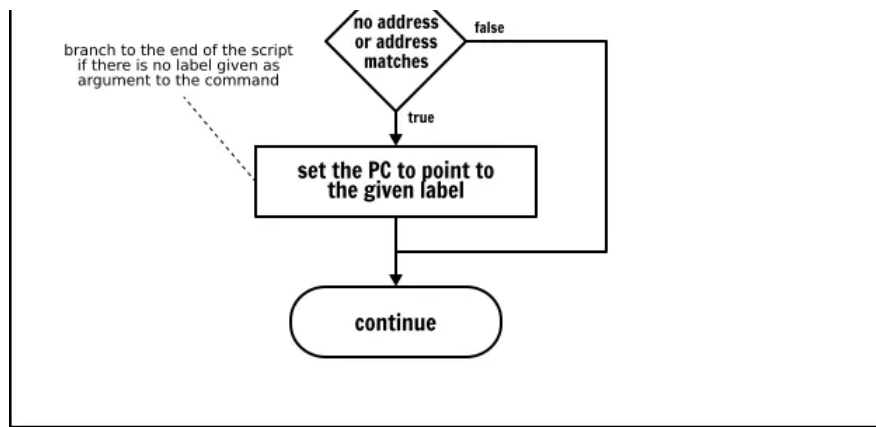 no address
or address
matches
false
branch to the end of the script
if there is no label given as
argument to the command
true
set the PC to point to
the given label
continue